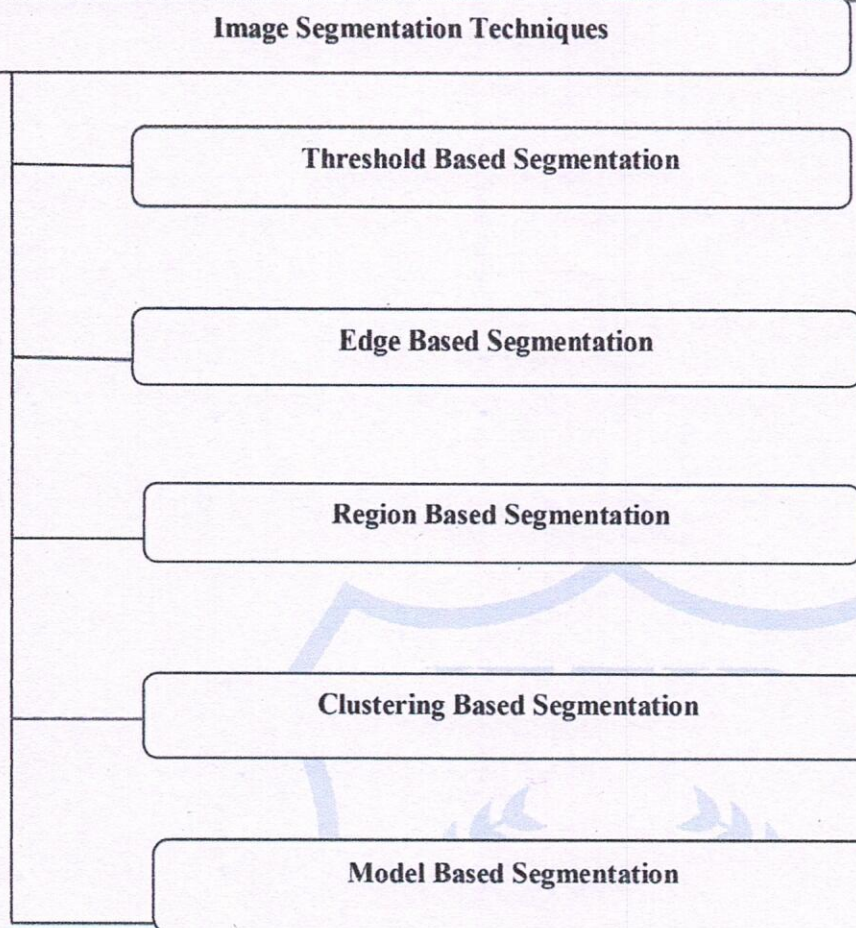 Image Segmentation Techniques
Threshold Based Segmentation
Edge Based Segmentation
Region Based Segmentation
Clustering Based Segmentation
Model Based Segmentation